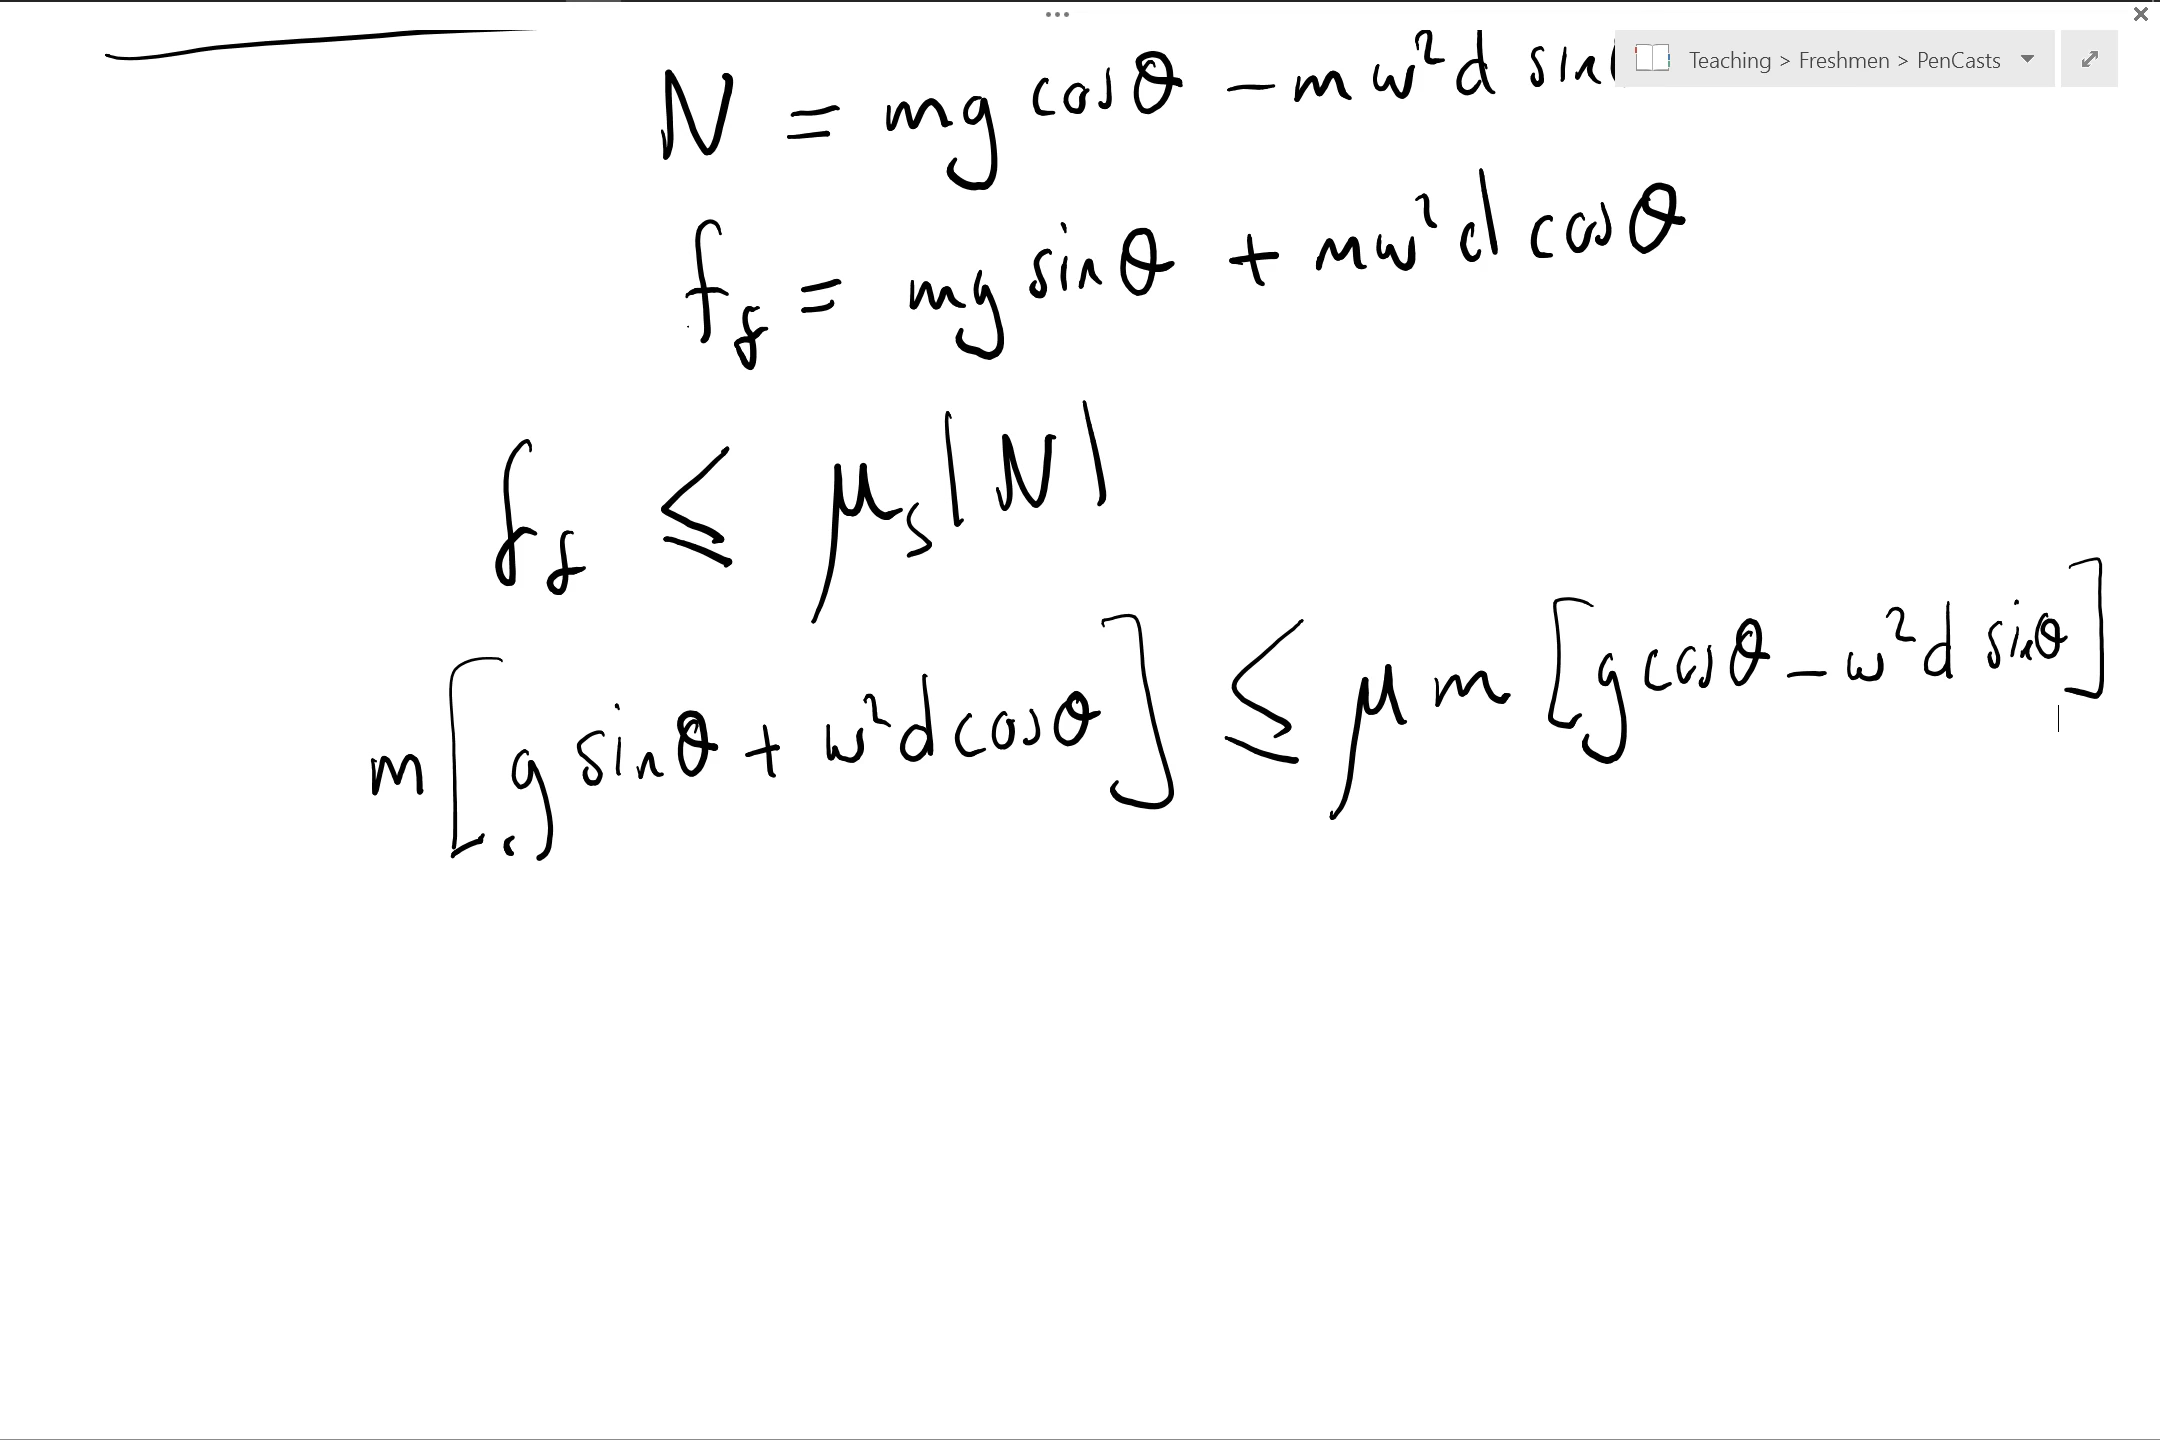 Teaching > Freshmen > PenCasts
N = mg cosθ − mω²d sin
f_f = mg sinθ + mω²d cosθ
f_f ≤ μ_s|N|
m[g sinθ + ω²d cosθ] ≤ μm[g cosθ − ω²d sinθ]